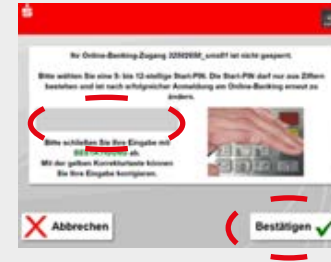 Ihr Online-Banking-Zugang 32502650_small1 ist nicht gesperrt.
Bitte wählen Sie eine 5- bis 12-stellige Start-PIN. Die Start-PIN darf nur aus Ziffern
bestehen und ist nach erfolgreicher Anmeldung am Online-Banking erneut zu
ändern.
Bitte schließen Sie Ihre Eingabe mit
BESTÄTIGUNG ab.
Mit der gelben Korrekturtaste können
Sie Ihre Eingabe korrigieren.
Abbrechen
Bestätigen